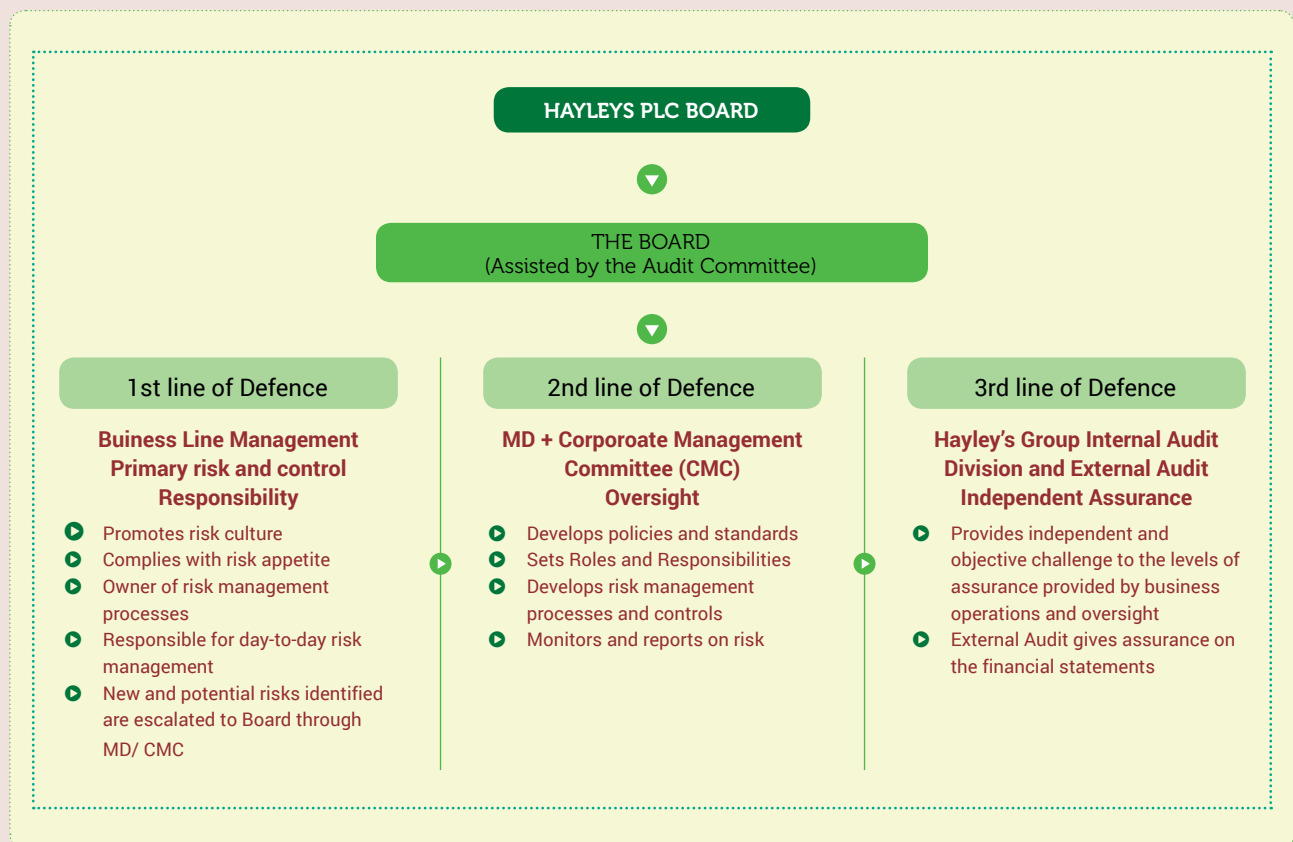 HAYLEYS PLC BOARD
THE BOARD
(Assisted by the Audit Committee)
1st line of Defence
Buiness Line Management
Primary risk and control
Responsibility
Promotes risk culture
Complies with risk appetite
Owner of risk management
processes
Responsible for day-to-day risk
management
New and potential risks identified
are escalated to Board through
MD/ CMC
2nd line of Defence
MD + Corporoate Management
Committee (CMC)
Oversight
Develops policies and standards
Sets Roles and Responsibilities
Develops risk management
processes and controls
Monitors and reports on risk
3rd line of Defence
Hayley's Group Internal Audit
Division and External Audit
Independent Assurance
Provides independent and
objective challenge to the levels of
assurance provided by business
operations and oversight
External Audit gives assurance on
the financial statements